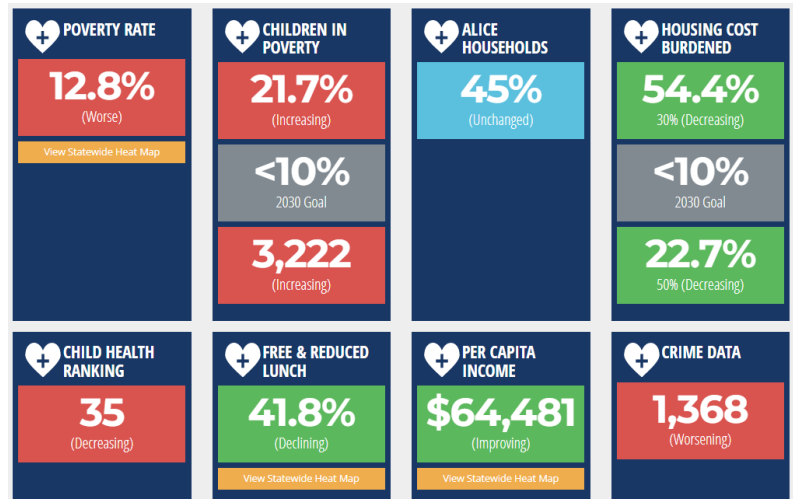 POVERTY RATE
12.8%
(Worse)
View Statewide Heat Map
CHILDREN IN
POVERTY
21.7%
(Increasing)
<10%
2030 Goal
3,222
(Increasing)
ALICE
HOUSEHOLDS
45%
(Unchanged)
HOUSING COST
BURDENED
54.4%
30% (Decreasing)
<10%
2030 Goal
22.7%
50% (Decreasing)
CHILD HEALTH
RANKING
35
(Decreasing)
FREE & REDUCED
LUNCH
41.8%
(Declining)
View Statewide Heat Map
PER CAPITA
INCOME
$64,481
(Improving)
View Statewide Heat Map
CRIME DATA
1,368
(Worsening)